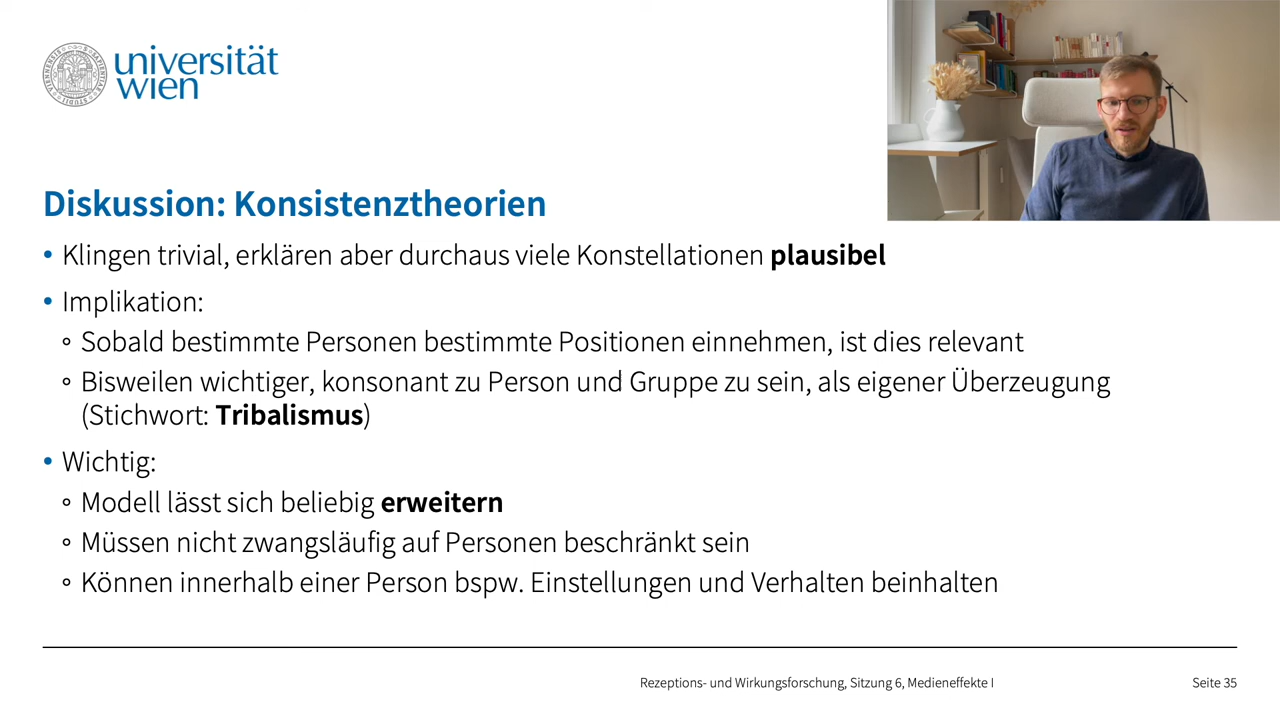 universität
wien
Diskussion: Konsistenztheorien
• Klingen trivial, erklären aber durchaus viele Konstellationen plausibel
• Implikation:
◦ Sobald bestimmte Personen bestimmte Positionen einnehmen, ist dies relevant
◦ Bisweilen wichtiger, konsonant zu Person und Gruppe zu sein, als eigener Überzeugung
(Stichwort: Tribalismus)
• Wichtig:
◦ Modell lässt sich beliebig erweitern
◦ Müssen nicht zwangsläufig auf Personen beschränkt sein
◦ Können innerhalb einer Person bspw. Einstellungen und Verhalten beinhalten
Rezeptions- und Wirkungsforschung, Sitzung 6, Medieneffekte I
Seite 35